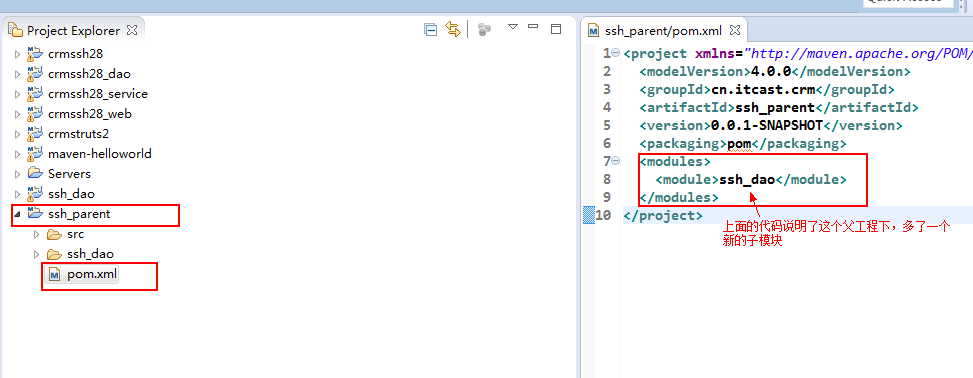 Project Explorer
crmssh28
crmssh28_dao
crmssh28_service
crmssh28_web
crmstruts2
maven-helloworld
Servers
ssh_dao
ssh_parent
src
ssh_dao
pom.xml
ssh_parent/pom.xml
1 <project xmlns="http://maven.apache.org/POM/
2 <modelVersion>4.0.0</modelVersion>
3 <groupId>cn.itcast.crm</groupId>
4 <artifactId>ssh_parent</artifactId>
5 <version>0.0.1-SNAPSHOT</version>
6 <packaging>pom</packaging>
7 <modules>
8 <module>ssh_dao</module>
9 </modules>
10 </project>
上面的代码说明了这个父工程下，多了一个
新的子模块